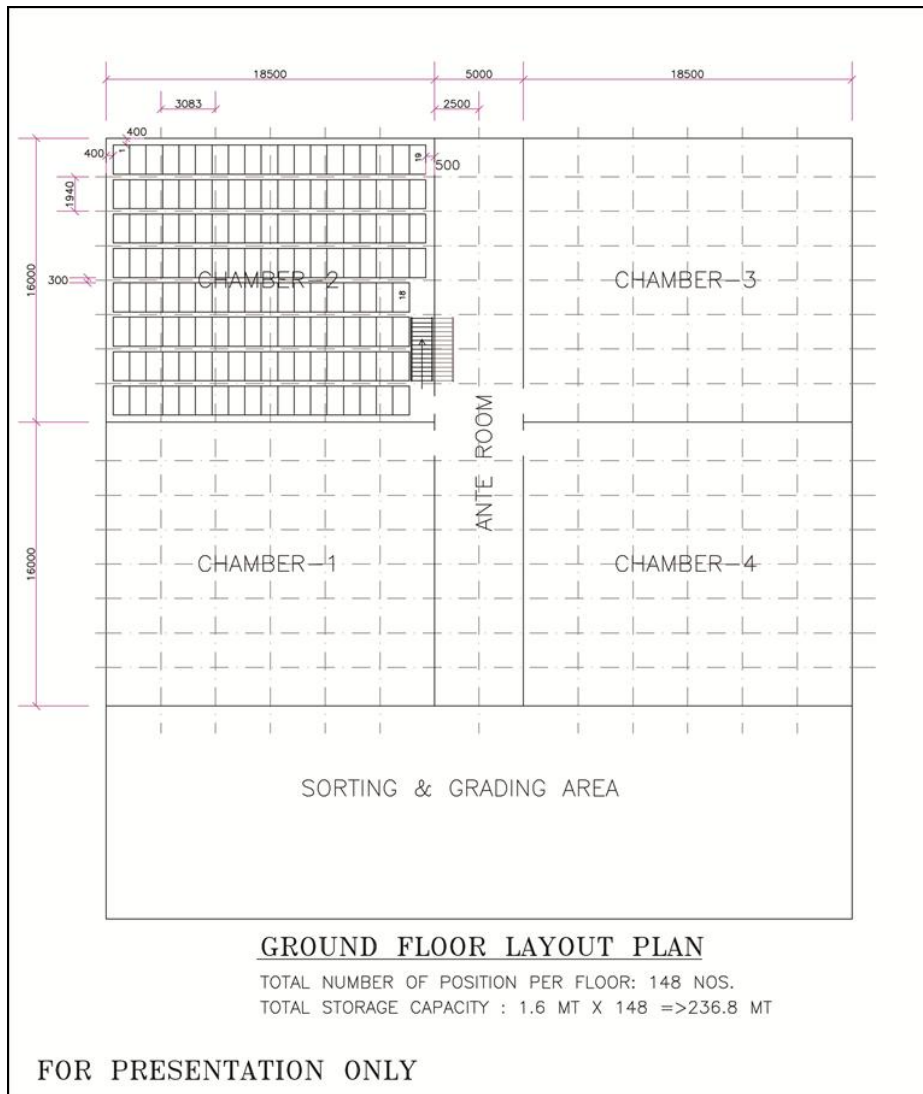 18500 5000 18500
3083 2500
400
400 1 19 500
1940
16000
300 CHAMBER-2 CHAMBER-3
18
ANTE ROOM
16000
CHAMBER-1 CHAMBER-4
SORTING & GRADING AREA
GROUND FLOOR LAYOUT PLAN
TOTAL NUMBER OF POSITION PER FLOOR: 148 NOS.
TOTAL STORAGE CAPACITY : 1.6 MT X 148 =>236.8 MT
FOR PRESENTATION ONLY